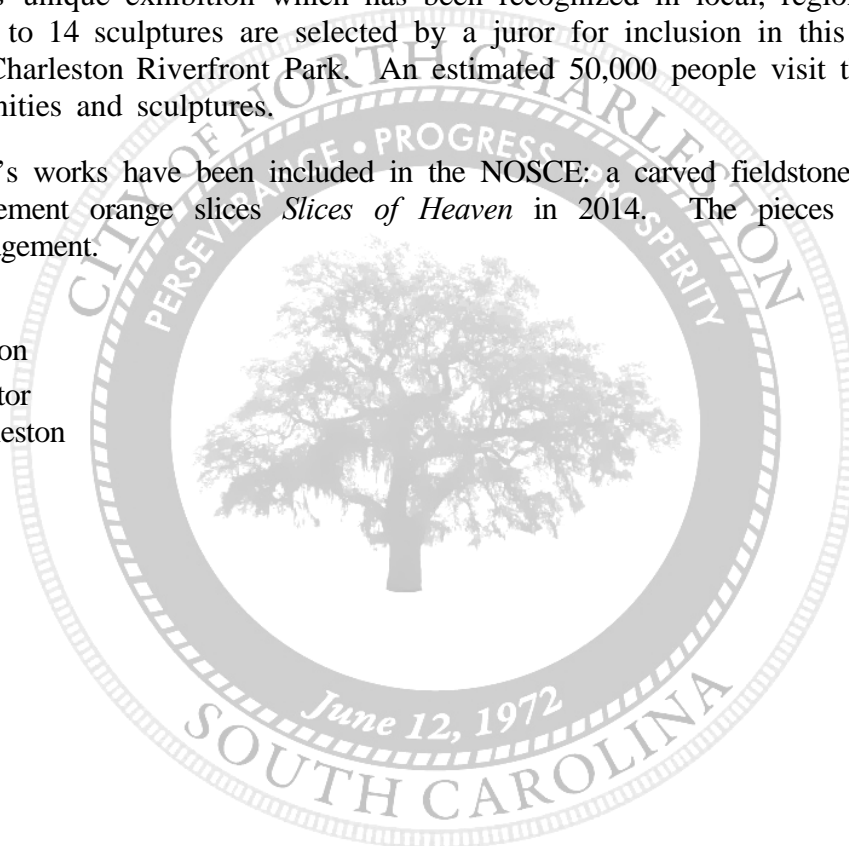 s unique exhibition which has been recognized in local, region
to 14 sculptures are selected by a juror for inclusion in this
Charleston Riverfront Park. An estimated 50,000 people visit t
nities and sculptures.
's works have been included in the NOSCE: a carved fieldstone
ement orange slices Slices of Heaven in 2014. The pieces
agement.
on
tor
leston
CITY OF NORTH CHARLESTON
PERSEVERANCE • PROGRESS • PROSPERITY
June 12, 1972
SOUTH CAROLINA